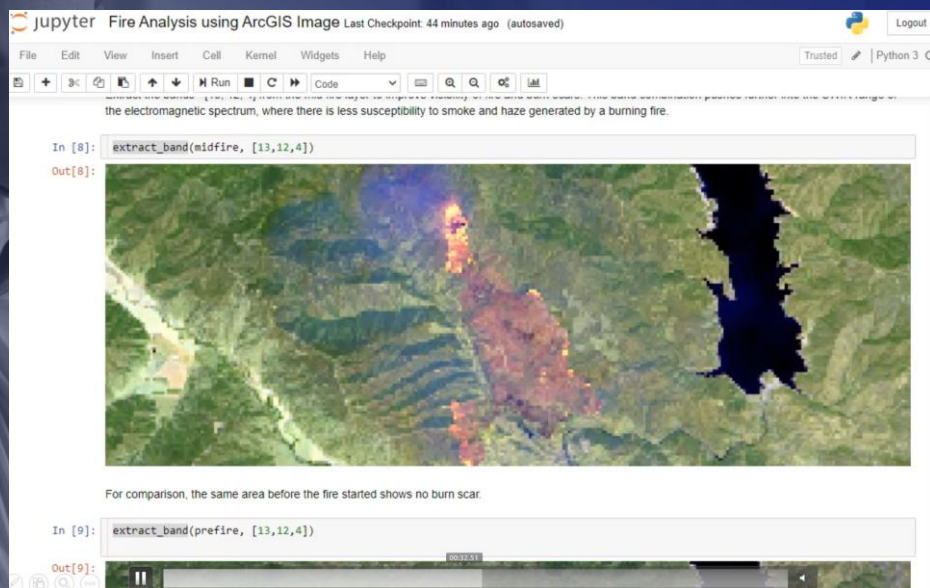 jupyter Fire Analysis using ArcGIS Image Last Checkpoint: 44 minutes ago (autosaved)
Logout
File Edit View Insert Cell Kernel Widgets Help
Trusted Python 3
Run Code
the electromagnetic spectrum, where there is less susceptibility to smoke and haze generated by a burning fire.
In [8]: extract_band(midfire, [13,12,4])
Out[8]:
For comparison, the same area before the fire started shows no burn scar.
In [9]: extract_band(prefire, [13,12,4])
00:32.51
Out[9]: